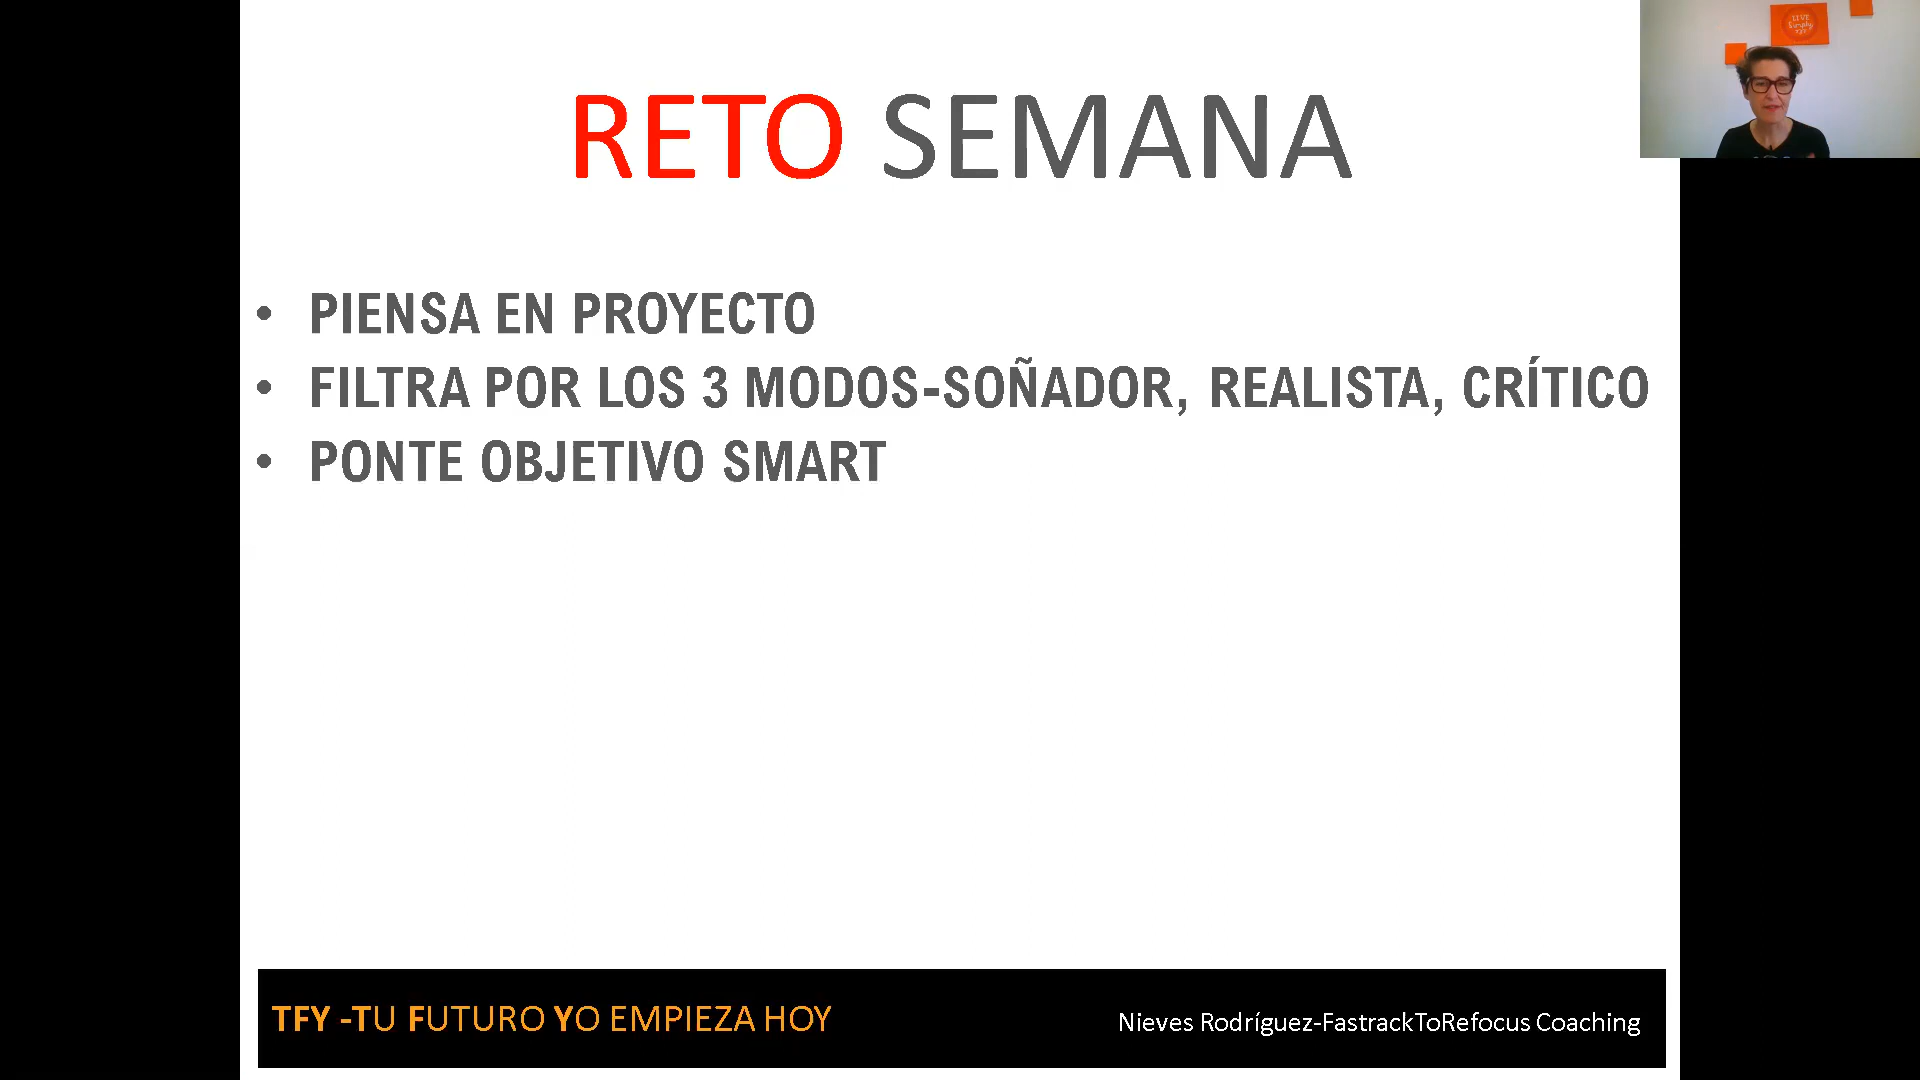 RETO SEMANA
• PIENSA EN PROYECTO
• FILTRA POR LOS 3 MODOS-SOÑADOR, REALISTA, CRÍTICO
• PONTE OBJETIVO SMART
TFY -TU FUTURO YO EMPIEZA HOY
Nieves Rodríguez-FastrackToRefocus Coaching